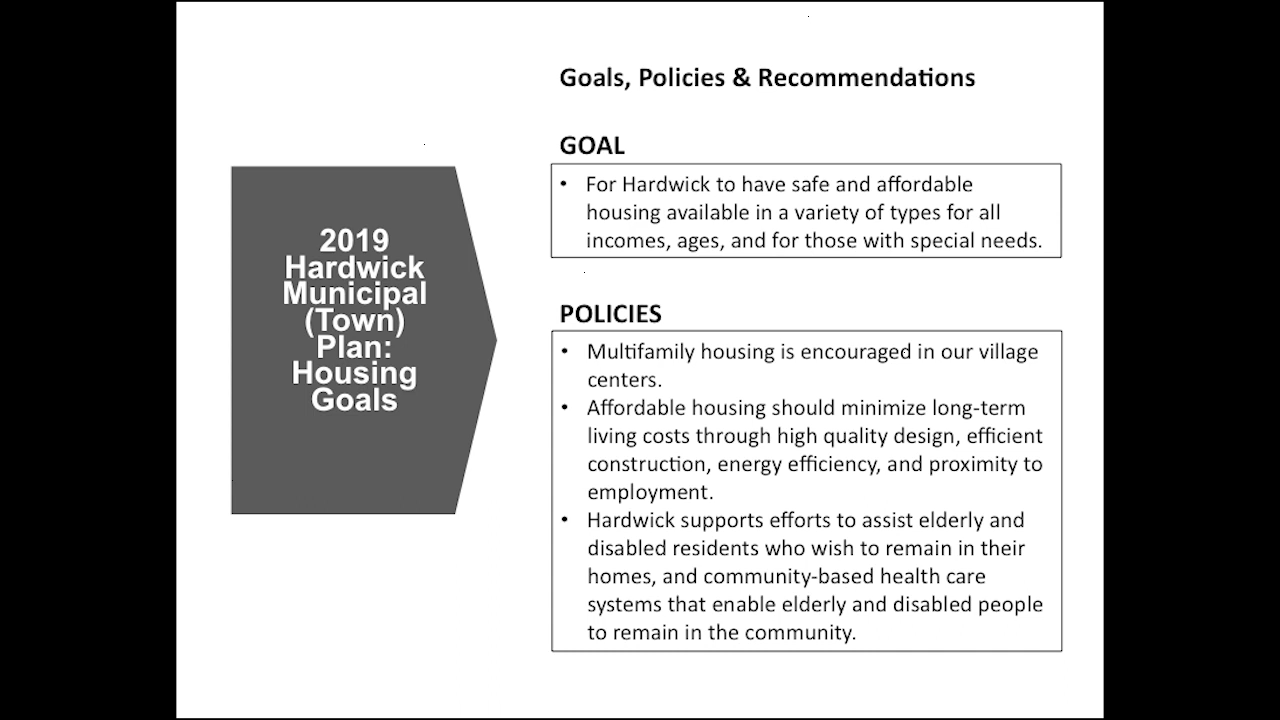 Goals, Policies & Recommendations
GOAL
• For Hardwick to have safe and affordable
housing available in a variety of types for all
incomes, ages, and for those with special needs.
2019
Hardwick
Municipal
(Town)
Plan:
Housing
Goals
POLICIES
• Multifamily housing is encouraged in our village
centers.
• Affordable housing should minimize long-term
living costs through high quality design, efficient
construction, energy efficiency, and proximity to
employment.
• Hardwick supports efforts to assist elderly and
disabled residents who wish to remain in their
homes, and community-based health care
systems that enable elderly and disabled people
to remain in the community.